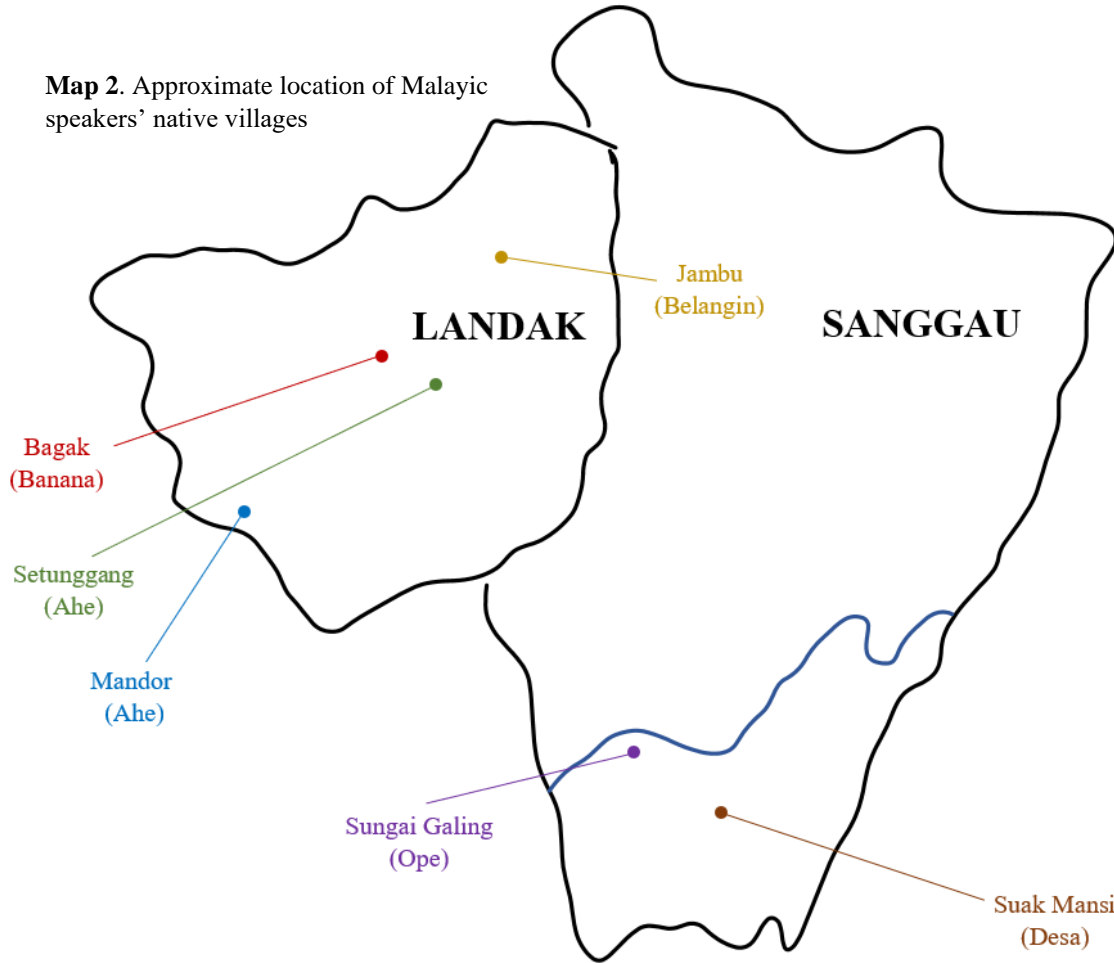 Map 2. Approximate location of Malayic
speakers’ native villages
Jambu
(Belangin)
LANDAK
SANGGAU
Bagak
(Banana)
Setunggang
(Ahe)
Mandor
(Ahe)
Sungai Galing
(Ope)
Suak Mansi
(Desa)